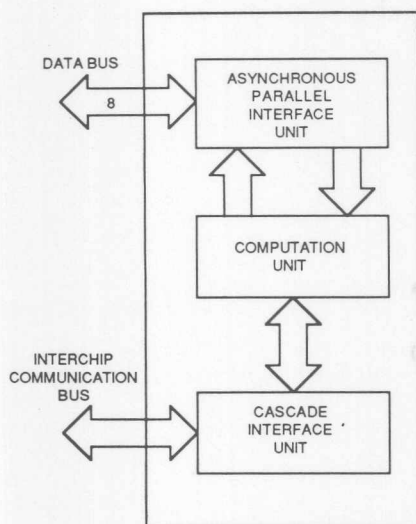 DATA BUS
8
ASYNCHRONOUS
PARALLEL
INTERFACE
UNIT
COMPUTATION
UNIT
INTERCHIP
COMMUNICATION
BUS
CASCADE
INTERFACE
UNIT